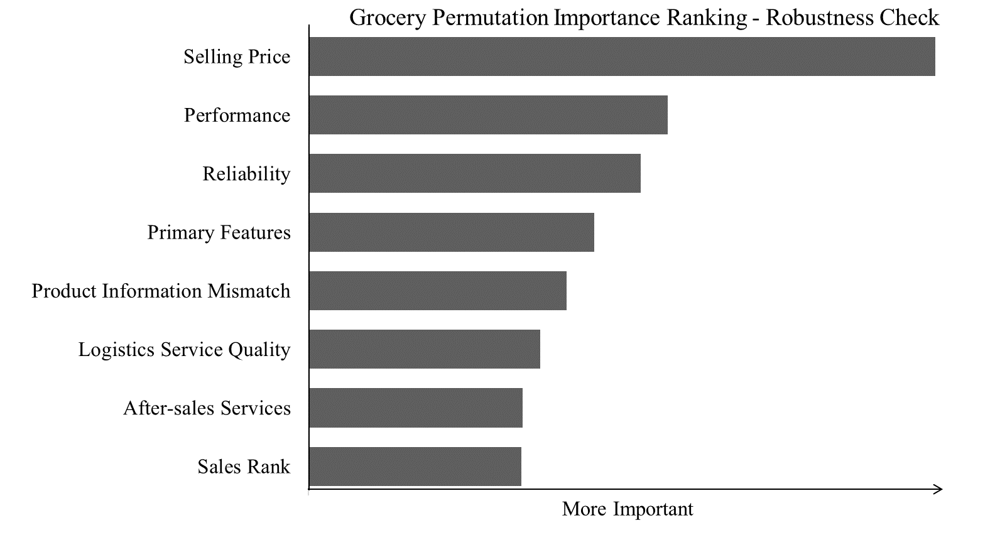 Grocery Permutation Importance Ranking - Robustness Check
Selling Price
Performance
Reliability
Primary Features
Product Information Mismatch
Logistics Service Quality
After-sales Services
Sales Rank
More Important